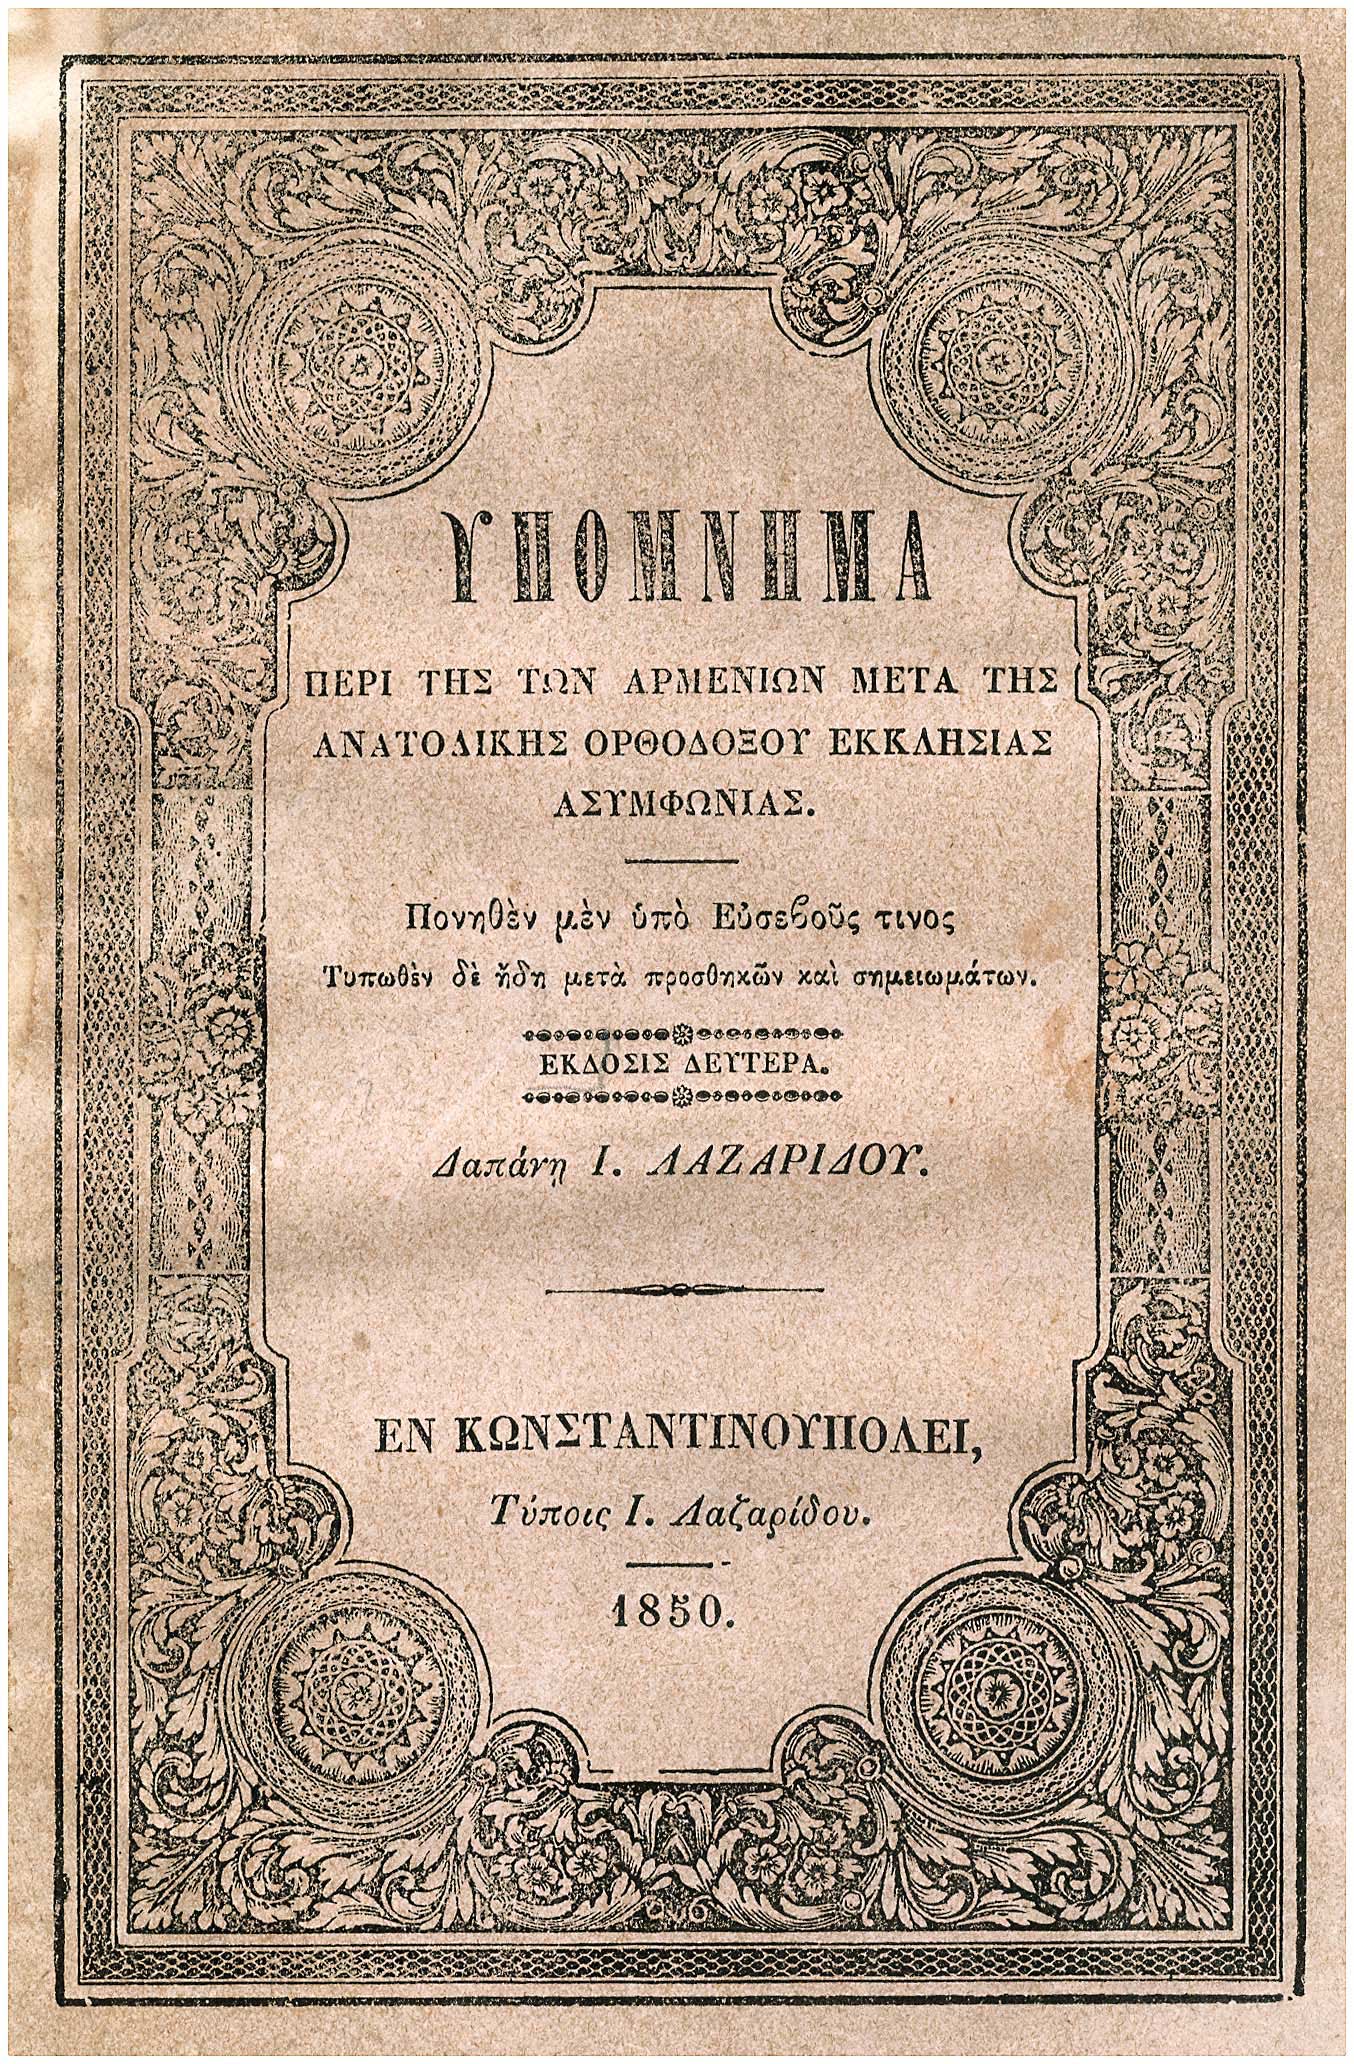 ΥΠΟΜΝΗΜΑ
ΠΕΡΙ ΤΗΣ ΤΩΝ ΑΡΜΕΝΙΩΝ ΜΕΤΑ ΤΗΣ
ΑΝΑΤΟΛΙΚΗΣ ΟΡΘΟΔΟΞΟΥ ΕΚΚΛΗΣΙΑΣ
ΑΣΥΜΦΩΝΙΑΣ.
Πονηθὲν μὲν ὑπὸ Εὐσεϐοῦς τινος
Τυπωθὲν δὲ ἤδη μετὰ προσθηκῶν καὶ σημειωμάτων.
ΕΚΔΟΣΙΣ ΔΕΥΤΕΡΑ.
Δαπάνη Ι. ΛΑΖΑΡΙΔΟΥ.
ΕΝ ΚΩΝΣΤΑΝΤΙΝΟΥΠΟΛΕΙ,
Τύποις Ι. Λαζαρίδου.
1850.